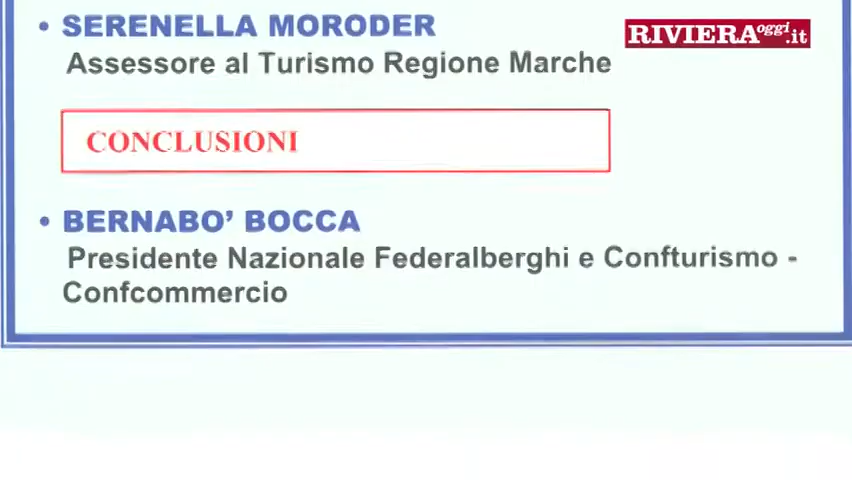 • SERENELLA MORODER
RIVIERAoggi.it
Assessore al Turismo Regione Marche
CONCLUSIONI
• BERNABO' BOCCA
Presidente Nazionale Federalberghi e Confturismo -
Confcommercio